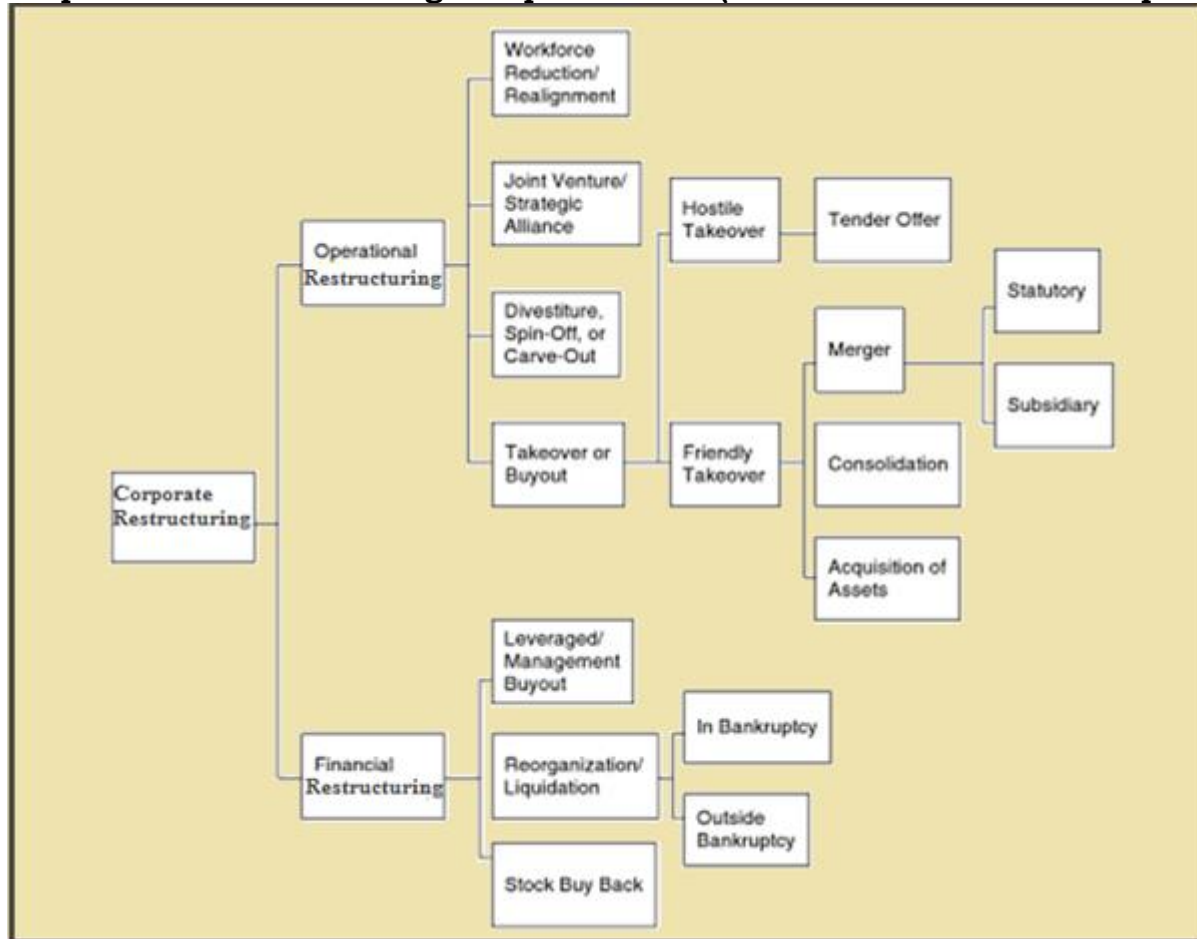 Workforce
Reduction/
Realignment
Joint Venture/
Strategic
Alliance
Hostile
Takeover
Tender Offer
Operational
Restructuring
Statutory
Divestiture,
Spin-Off, or
Carve-Out
Merger
Subsidiary
Takeover or
Buyout
Friendly
Takeover
Consolidation
Corporate
Restructuring
Acquisition of
Assets
Leveraged/
Management
Buyout
In Bankruptcy
Financial
Restructuring
Reorganization/
Liquidation
Outside
Bankruptcy
Stock Buy Back